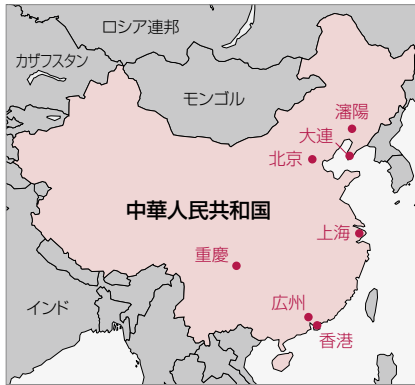 ロシア連邦
カザフスタン
モンゴル
瀋陽
大連
北京
中華人民共和国
上海
重慶
広州
香港
インド